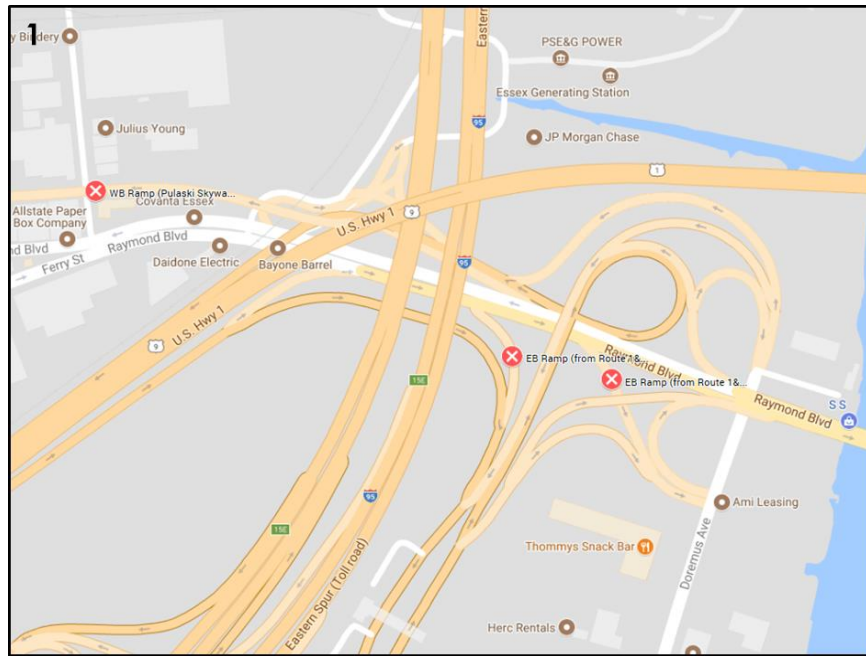 1
y Bindery
Eastern
PSE&G POWER
Essex Generating Station
95
JP Morgan Chase
Julius Young
1
WB Ramp (Pulaski Skywa...
Covanta Essex
Allstate Paper
Box Company
9
U.S. Hwy 1
Raymond Blvd
Ferry St
Daidone Electric
Bayone Barrel
95
U.S. Hwy 1
9
EB Ramp (from Route 1&...
Raymond Blvd
15E
EB Ramp (from Route 1&...
S S
Raymond Blvd
95
Ami Leasing
15E
Thommys Snack Bar
Doremus Ave
Eastern Spur (Toll road)
Herc Rentals